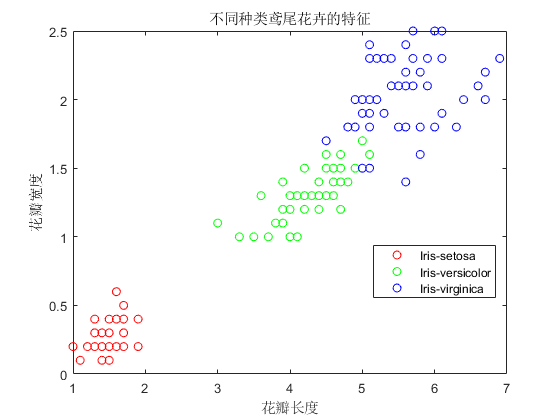 不同种类鸢尾花卉的特征
2.5
2
1.5
1
0.5
0
花瓣宽度
Iris-setosa
Iris-versicolor
Iris-virginica
1 2 3 4 5 6 7
花瓣长度